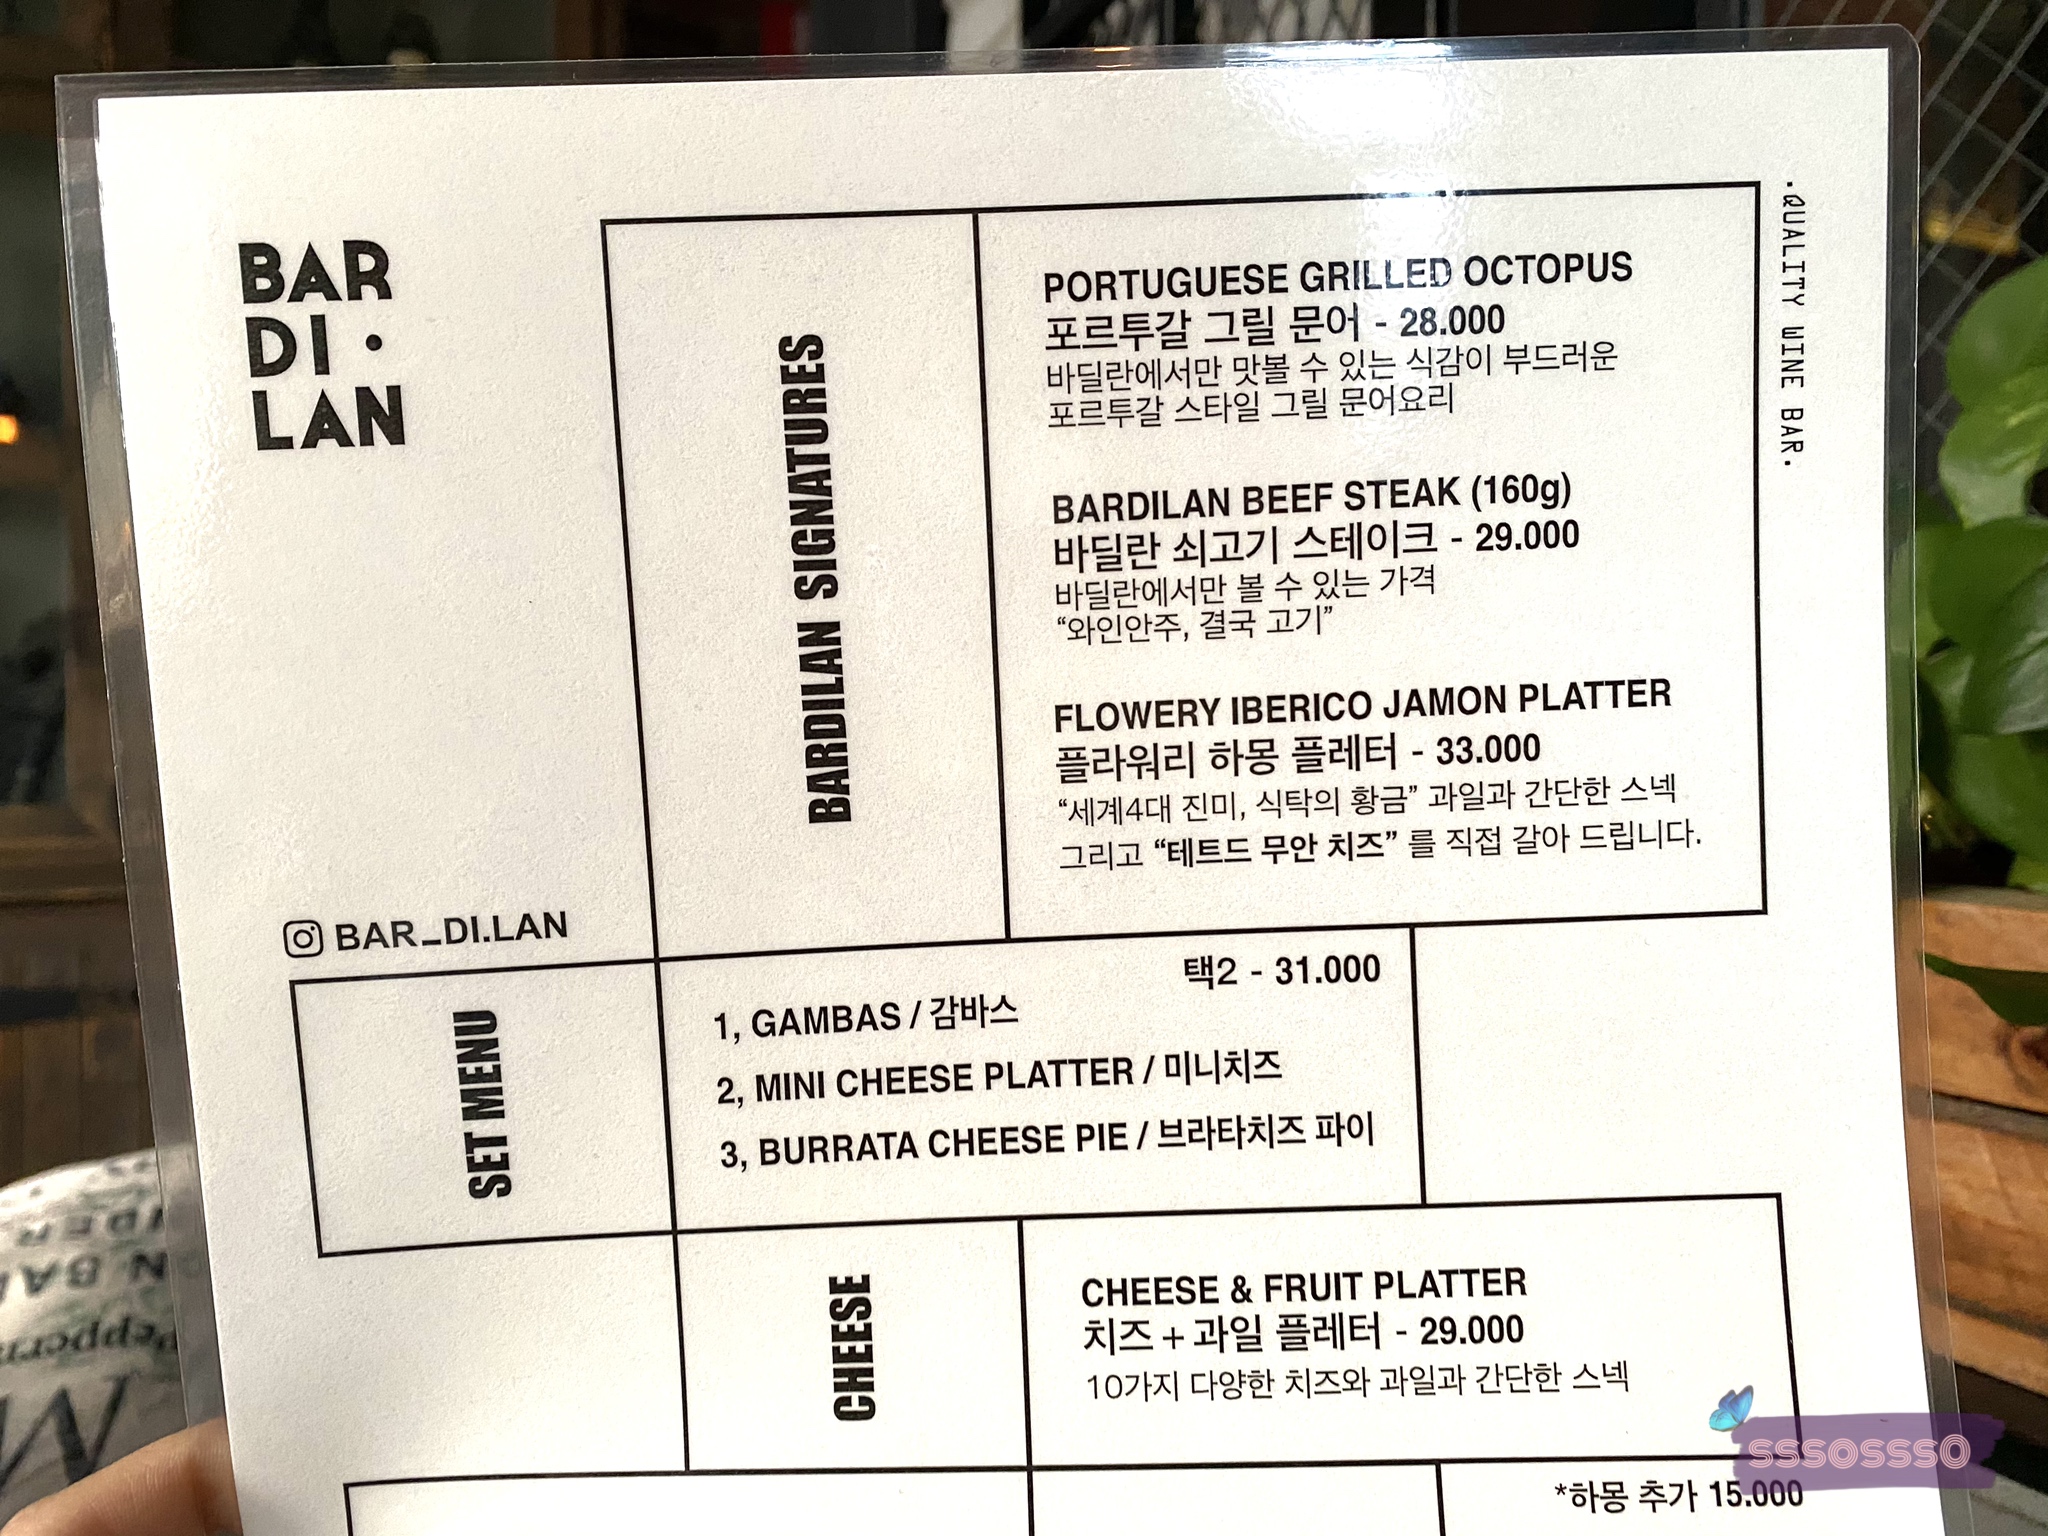 BAR
DI •
LAN
BAR_DI.LAN
BARDILAN SIGNATURES
PORTUGUESE GRILLED OCTOPUS
포르투갈 그릴 문어 - 28.000
바딜란에서만 맛볼 수 있는 식감이 부드러운
포르투갈 스타일 그릴 문어요리
BARDILAN BEEF STEAK (160g)
바딜란 쇠고기 스테이크 - 29.000
바딜란에서만 볼 수 있는 가격
“와인안주, 결국 고기”
FLOWERY IBERICO JAMON PLATTER
플라워리 하몽 플레터 - 33.000
“세계4대 진미, 식탁의 황금” 과일과 간단한 스넥
그리고 “테트드 무안 치즈” 를 직접 갈아 드립니다.
·QUALITY WINE BAR.
SET MENU
택2 - 31.000
1, GAMBAS / 감바스
2, MINI CHEESE PLATTER / 미니치즈
3, BURRATA CHEESE PIE / 브라타치즈 파이
CHEESE
CHEESE & FRUIT PLATTER
치즈 + 과일 플레터 - 29.000
10가지 다양한 치즈와 과일과 간단한 스넥
*하몽 추가 15.000
sssosssо